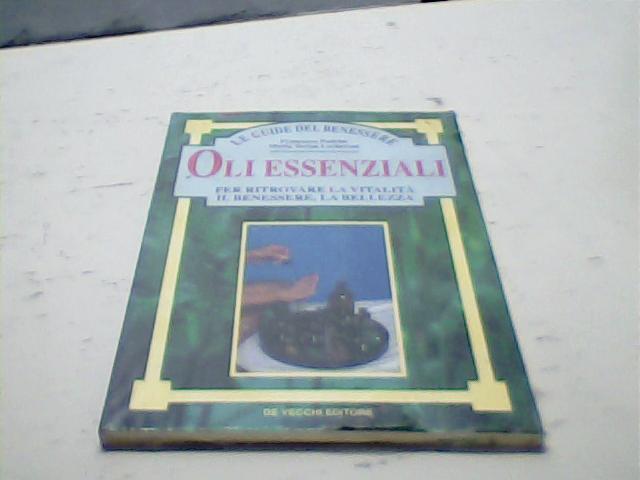 LE GUIDE DEL BENESSERE
OLI ESSENZIALI
PER RITROVARE LA VITALITÀ
IL BENESSERE, LA BELLEZZA
DE VECCHI EDITORE